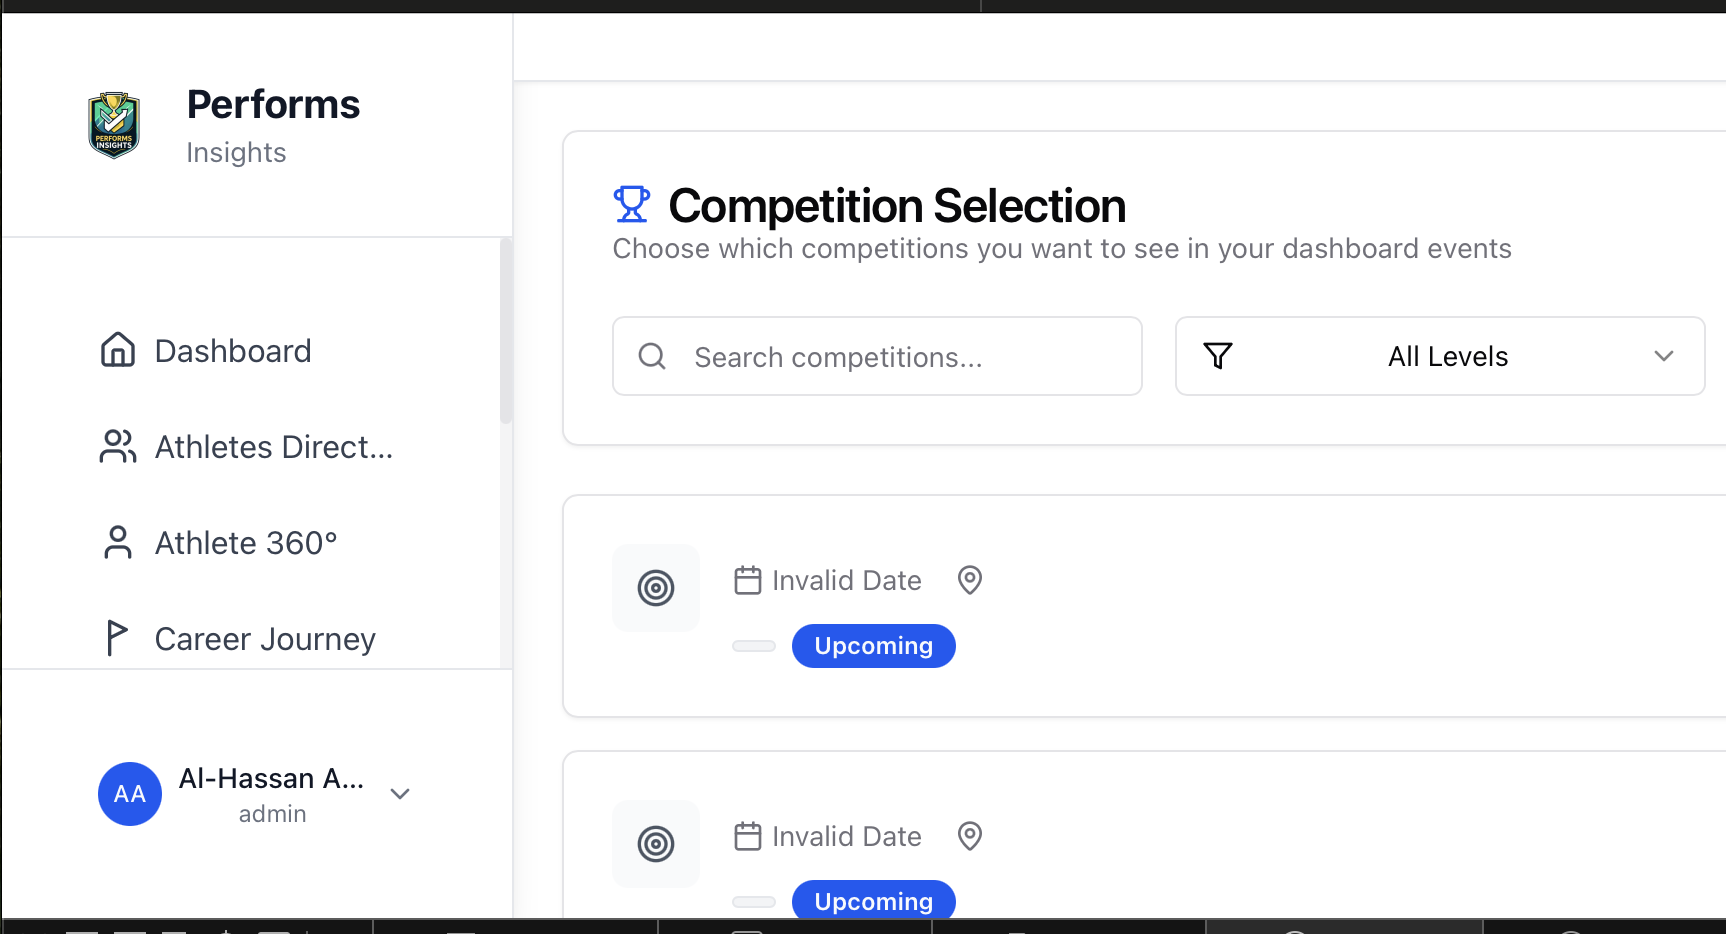 Performs
Insights
PERFORMS
INSIGHTS
Dashboard
Athletes Direct...
Athlete 360°
Career Journey
AA
Al-Hassan A...
admin
Competition Selection
Choose which competitions you want to see in your dashboard events
Search competitions...
All Levels
Invalid Date
Upcoming
Invalid Date
Upcoming